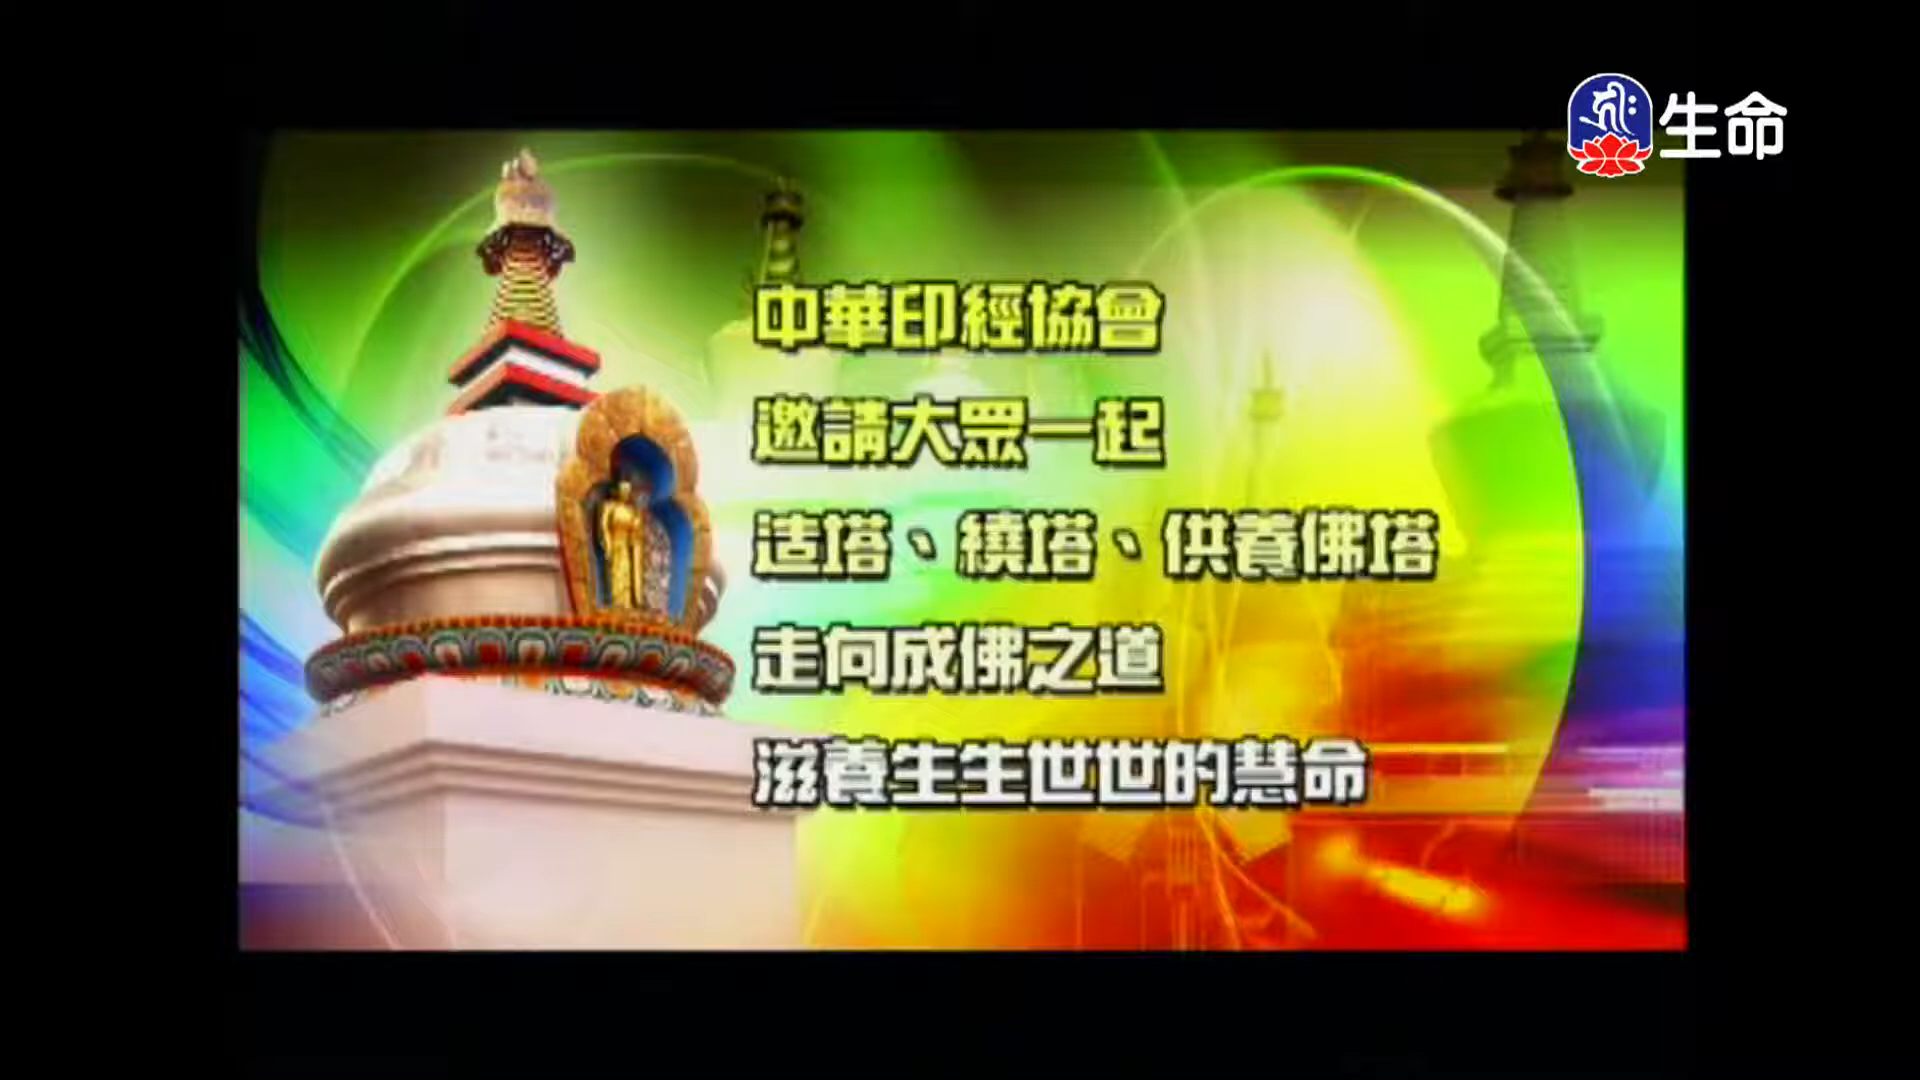 生命
中華印經協會
邀請大眾一起
造塔、繞塔、供養佛塔
走向成佛之道
滋養生生世世的慧命